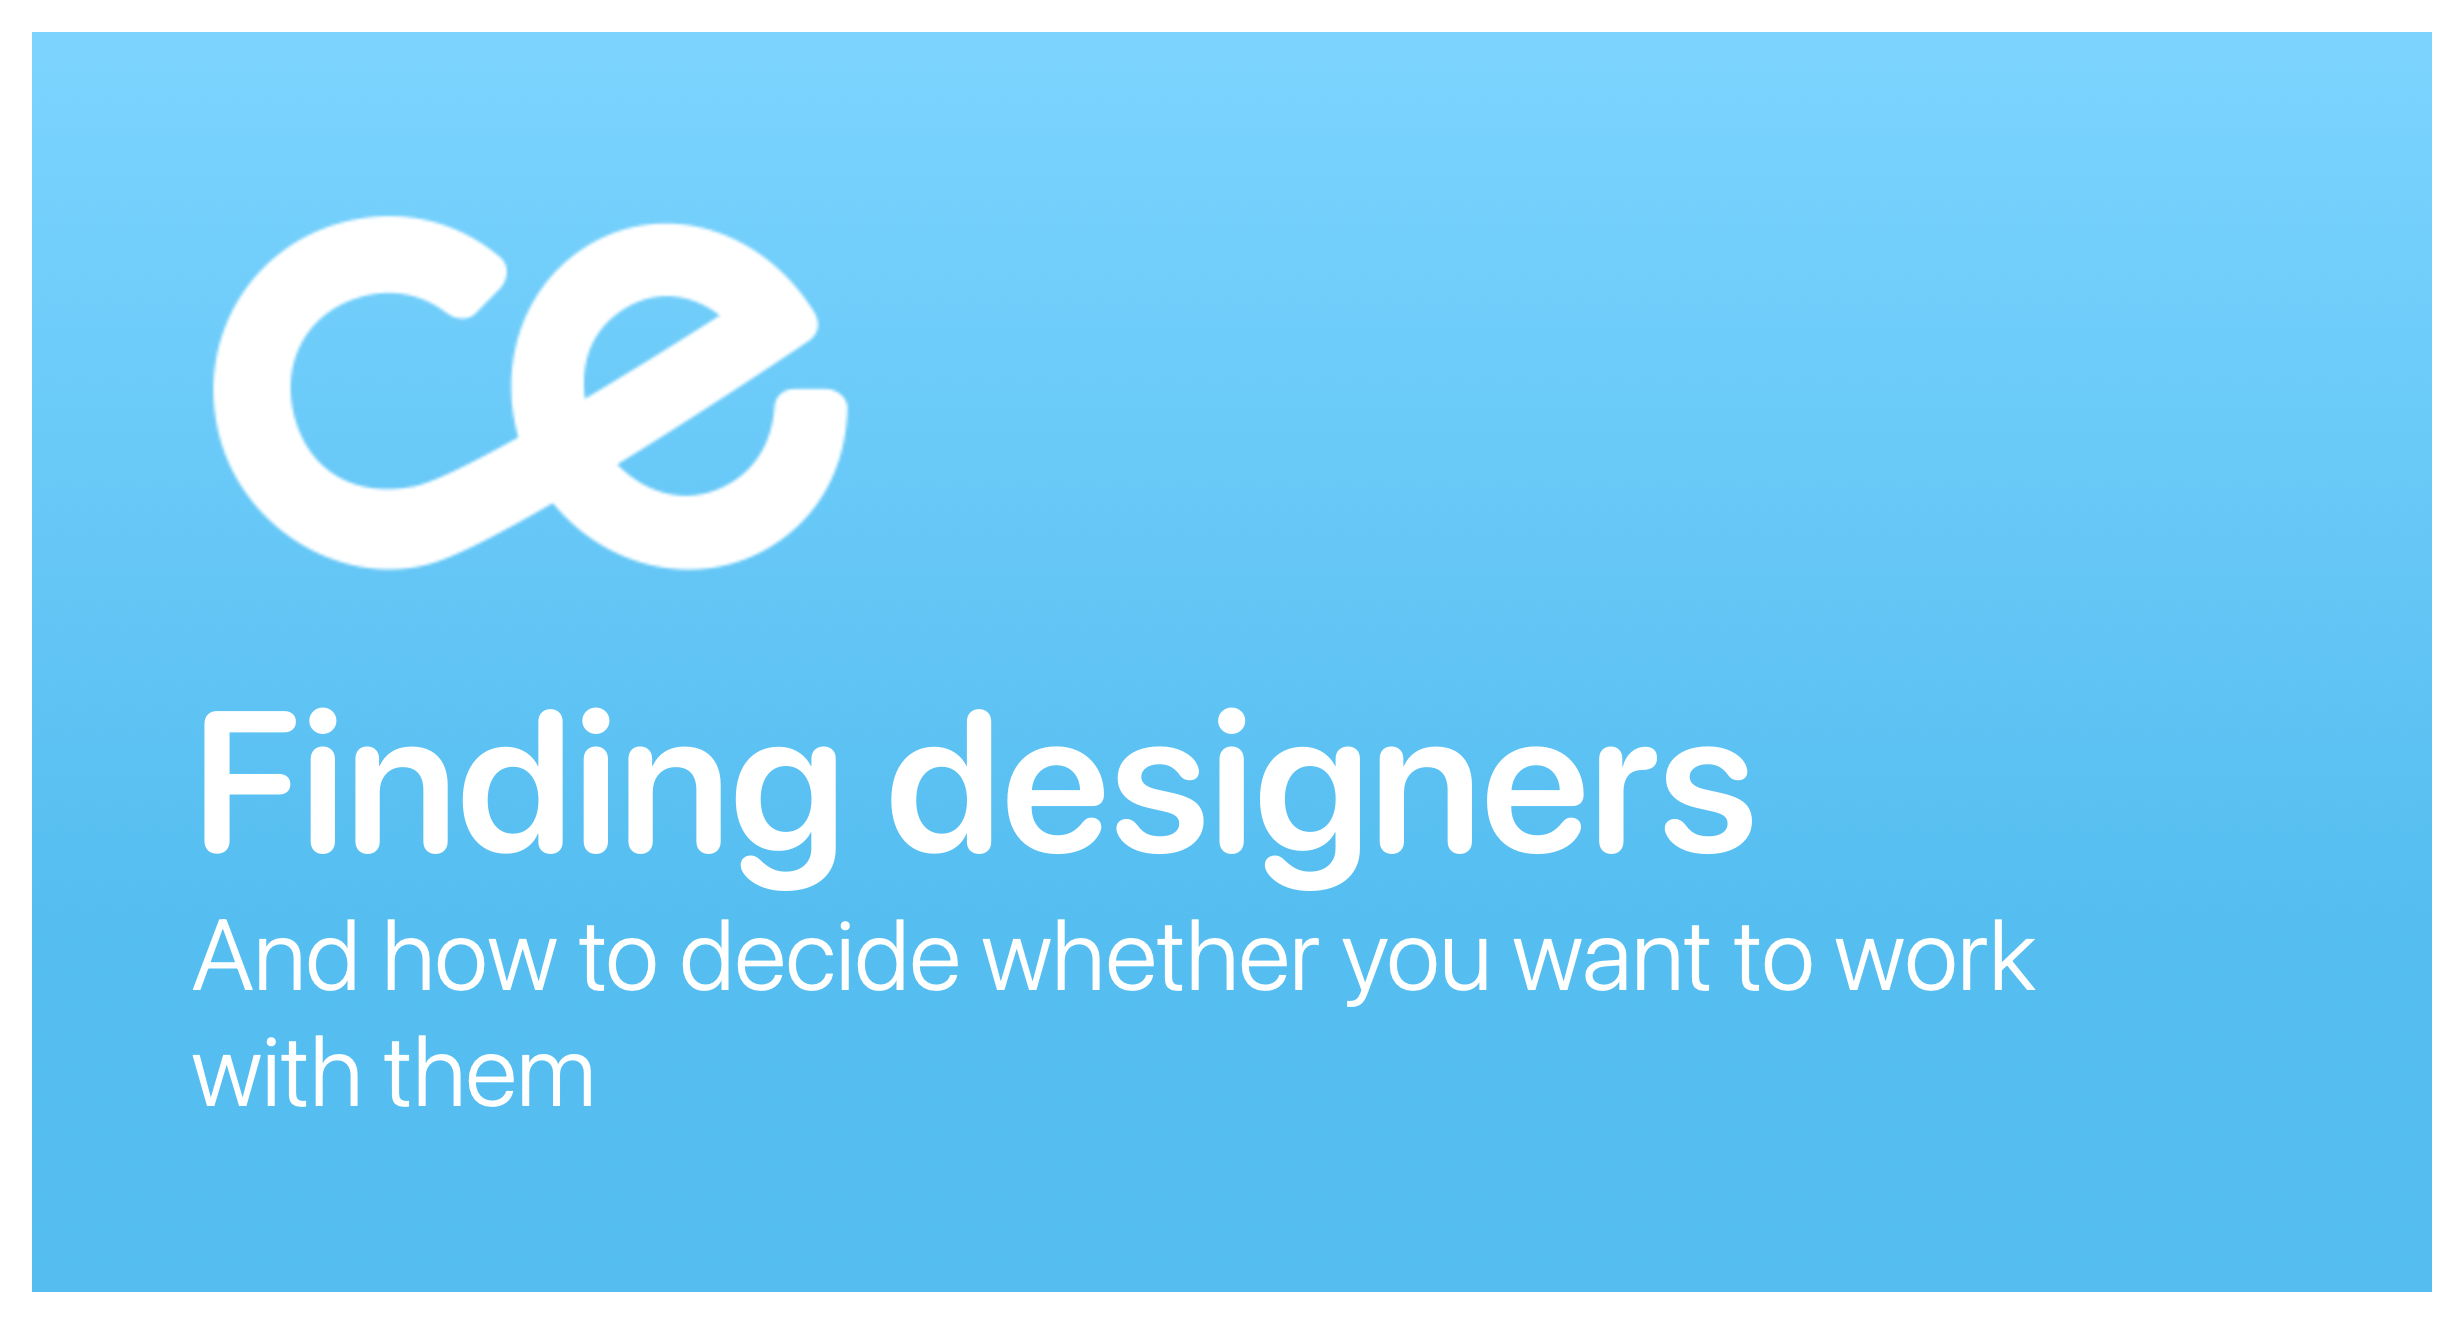 ce
Finding designers
And how to decide whether you want to work
with them